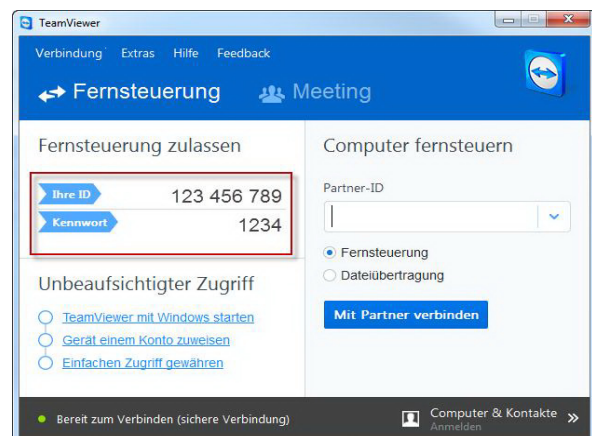 TeamViewer
Verbindung Extras Hilfe Feedback
Fernsteuerung Meeting
Fernsteuerung zulassen
Ihre ID 123 456 789
Kennwort 1234
Unbeaufsichtigter Zugriff
TeamViewer mit Windows starten
Gerät einem Konto zuweisen
Einfachen Zugriff gewähren
Computer fernsteuern
Partner-ID
Fernsteuerung
Dateiübertragung
Mit Partner verbinden
Bereit zum Verbinden (sichere Verbindung)
Computer & Kontakte
Anmelden